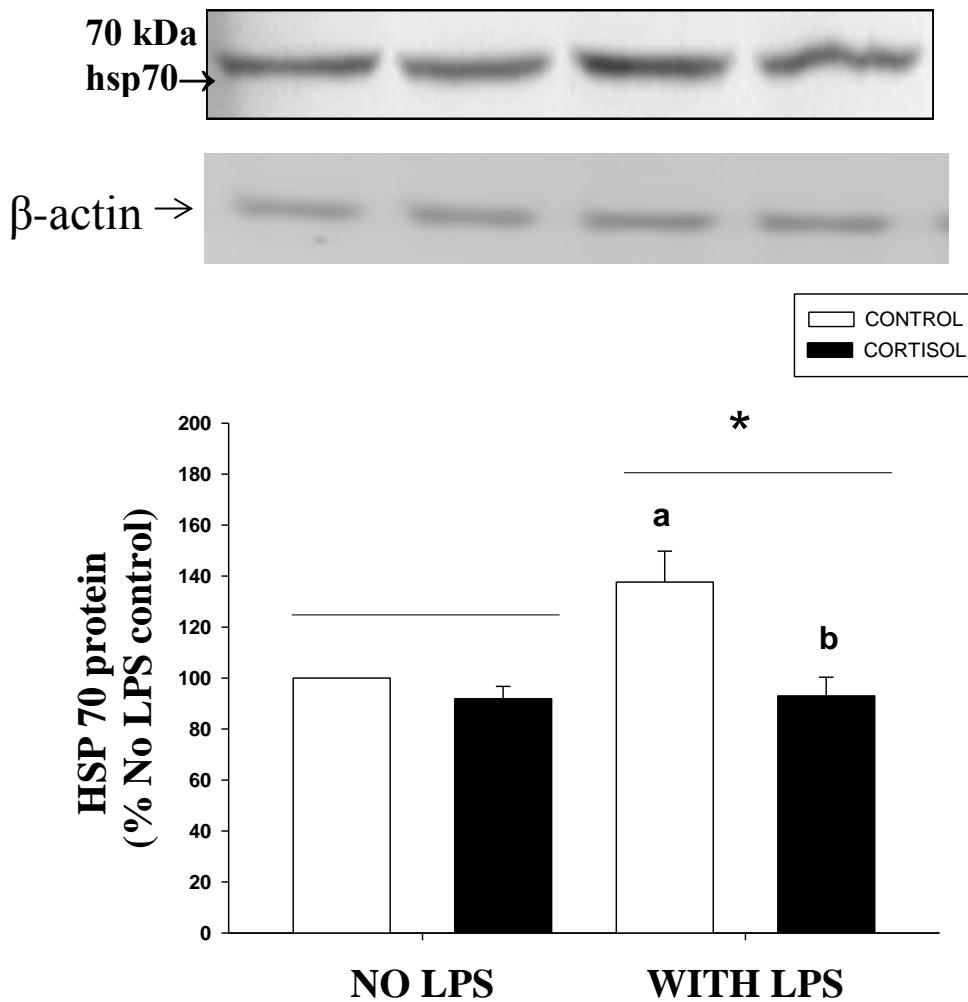 70 kDa
hsp70→
β-actin →
CONTROL
CORTISOL
*
a
b
HSP 70 protein
(% No LPS control)
200
180
160
140
120
100
80
60
40
20
0
NO LPS
WITH LPS